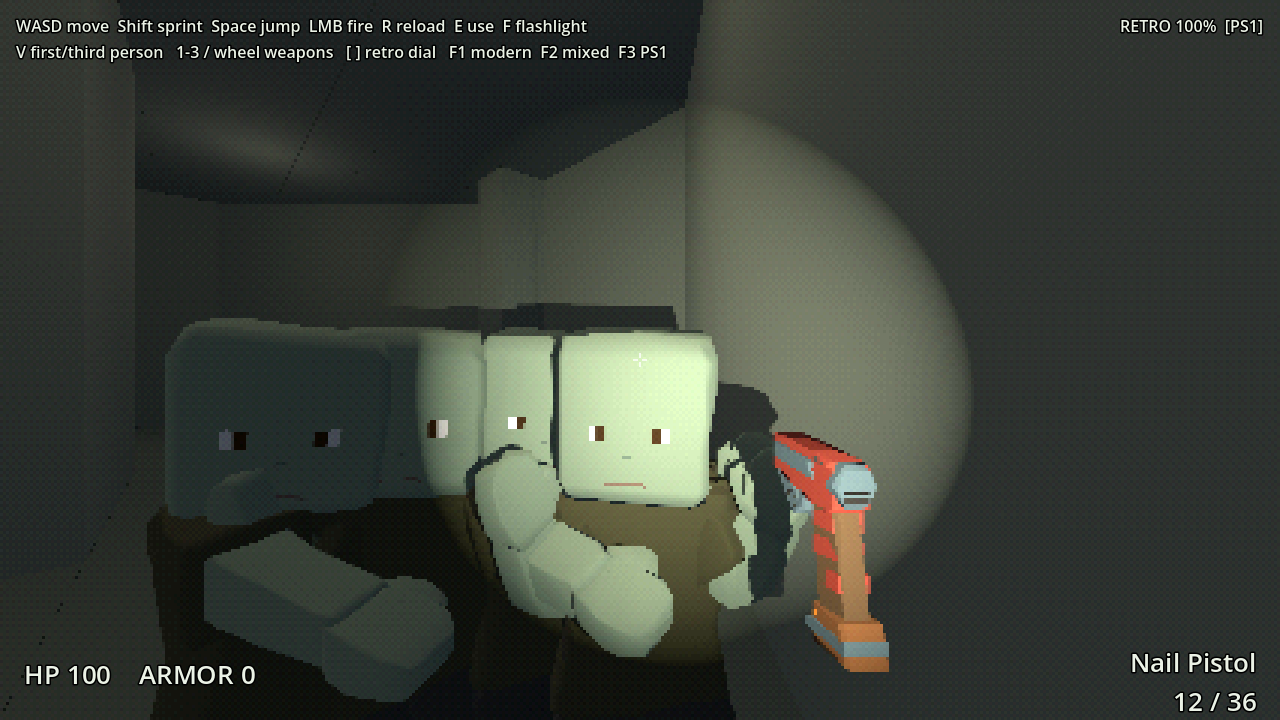 WASD move  Shift sprint  Space jump  LMB fire  R reload  E use  F flashlight
RETRO 100%  [PS1]
V first/third person   1-3 / wheel weapons   [ ] retro dial   F1 modern  F2 mixed  F3 PS1
HP 100    ARMOR 0
Nail Pistol
12 / 36